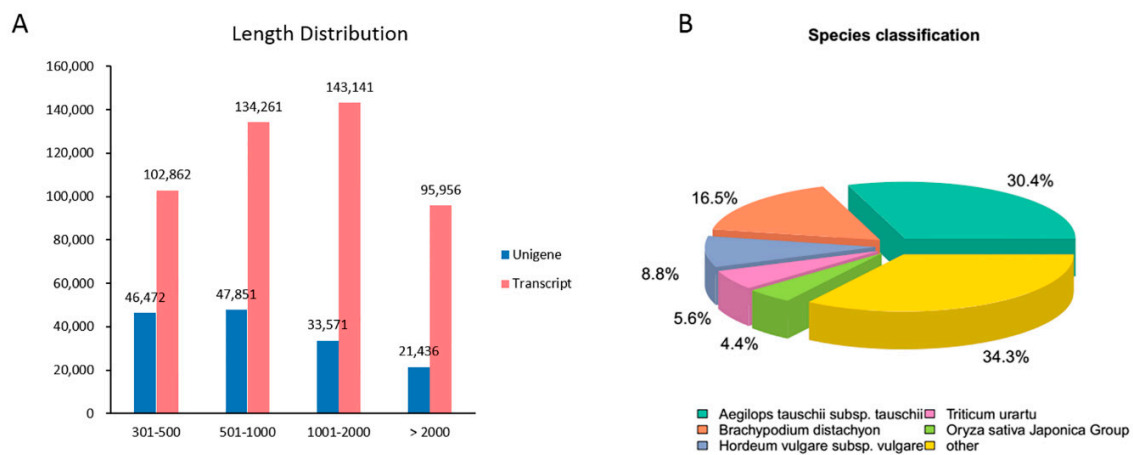 A
Length Distribution
160,000
140,000
120,000
100,000
80,000
60,000
40,000
20,000
0
46,472
102,862
47,851
134,261
33,571
143,141
21,436
95,956
301-500
501-1000
1001-2000
> 2000
Unigene
Transcript
B
Species classification
30.4%
16.5%
8.8%
5.6%
4.4%
34.3%
Aegilops tauschii subsp. tauschii
Brachypodium distachyon
Hordeum vulgare subsp. vulgare
Triticum urartu
Oryza sativa Japonica Group
other